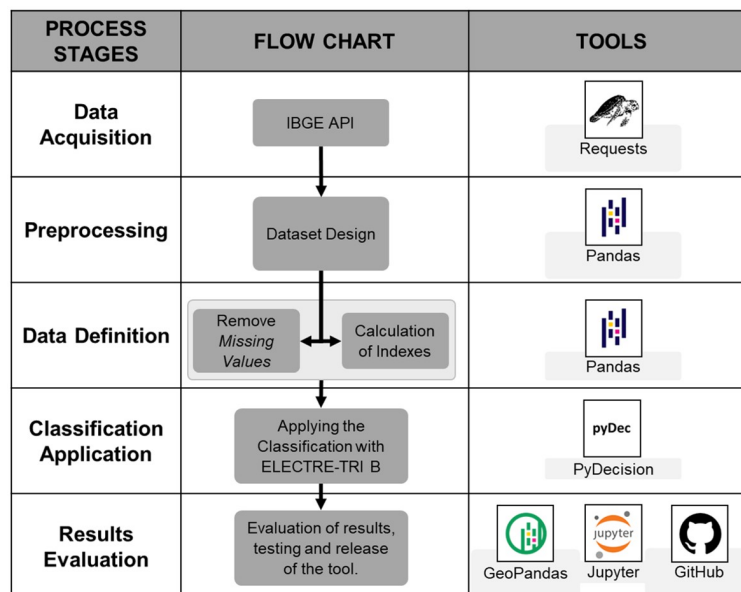 PROCESS
STAGES
FLOW CHART
TOOLS
Data
Acquisition
IBGE API
Requests
Preprocessing
Dataset Design
Pandas
Data Definition
Remove
Missing
Values
Calculation
of Indexes
Pandas
Classification
Application
Applying the
Classification with
ELECTRE-TRI B
pyDec
PyDecision
Results
Evaluation
Evaluation of results,
testing and release
of the tool.
GeoPandas
jupyter
Jupyter
GitHub